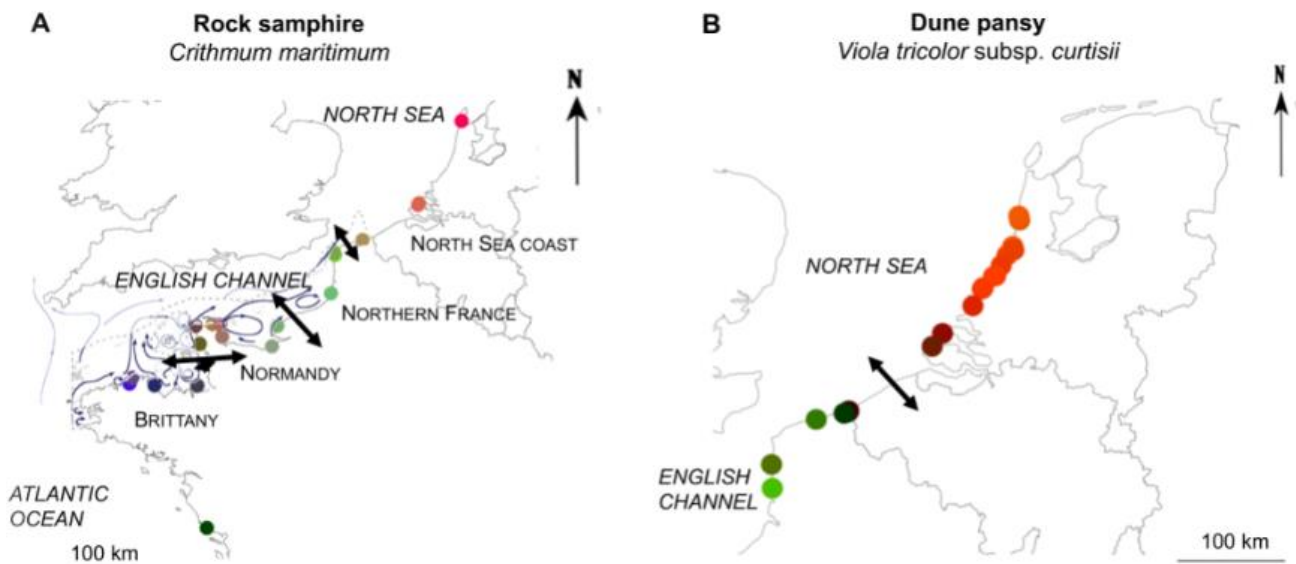 A
Rock samphire
Crithmum maritimum
N
NORTH SEA
NORTH SEA COAST
ENGLISH CHANNEL
NORTHERN FRANCE
NORMANDY
BRITTANY
ATLANTIC
OCEAN
100 km
B
Dune pansy
Viola tricolor subsp. curtisii
N
NORTH SEA
ENGLISH
CHANNEL
100 km